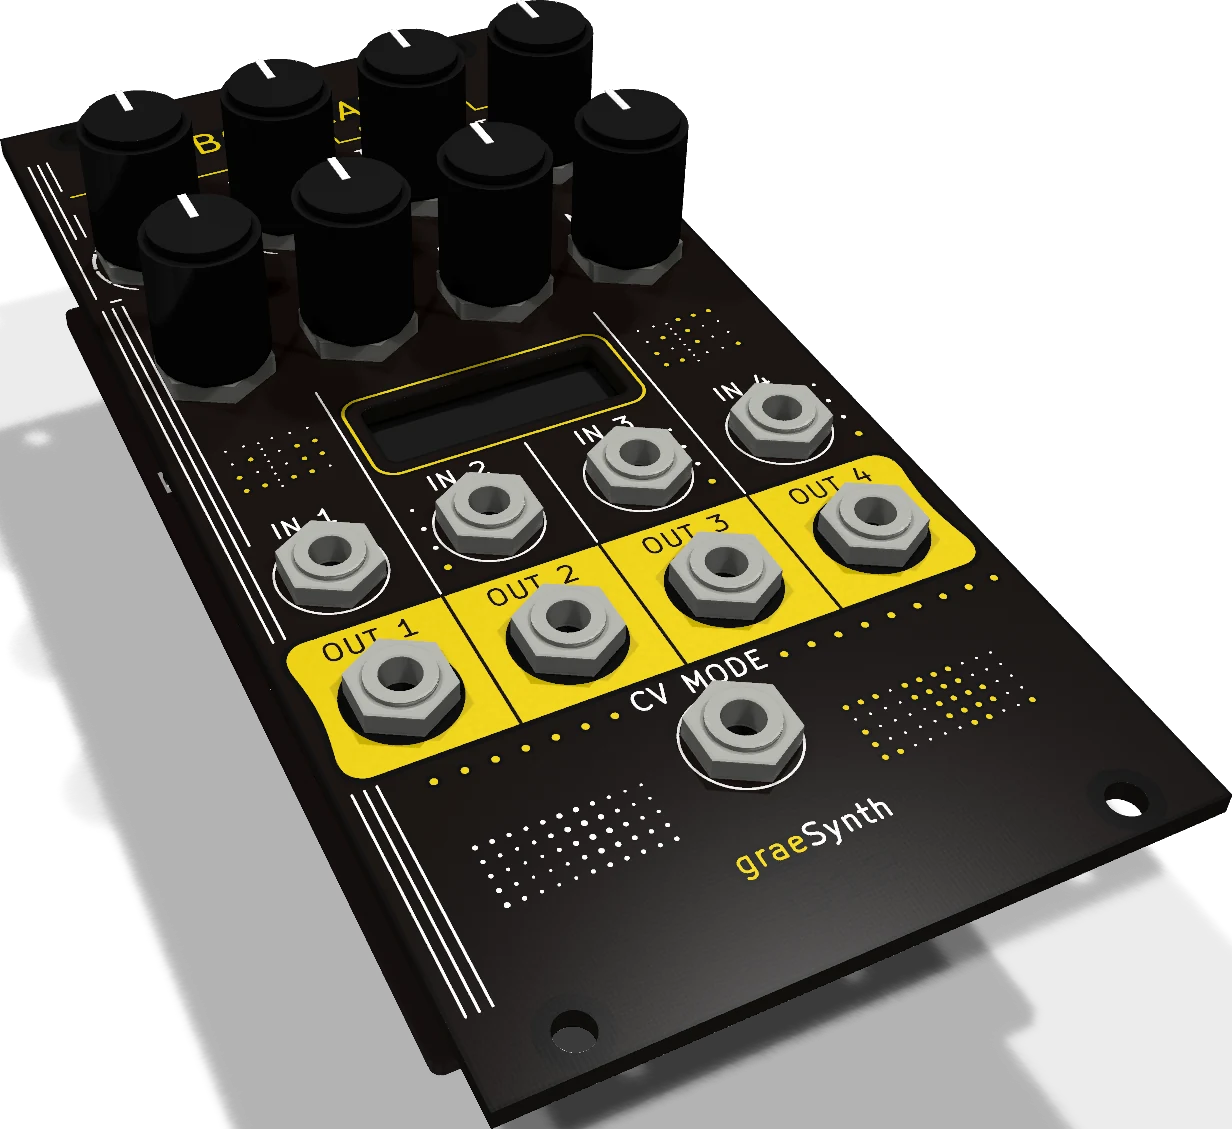 IN 1
IN 2
IN 3
IN 4
OUT 1
OUT 2
OUT 3
OUT 4
CV MODE
graeSynth